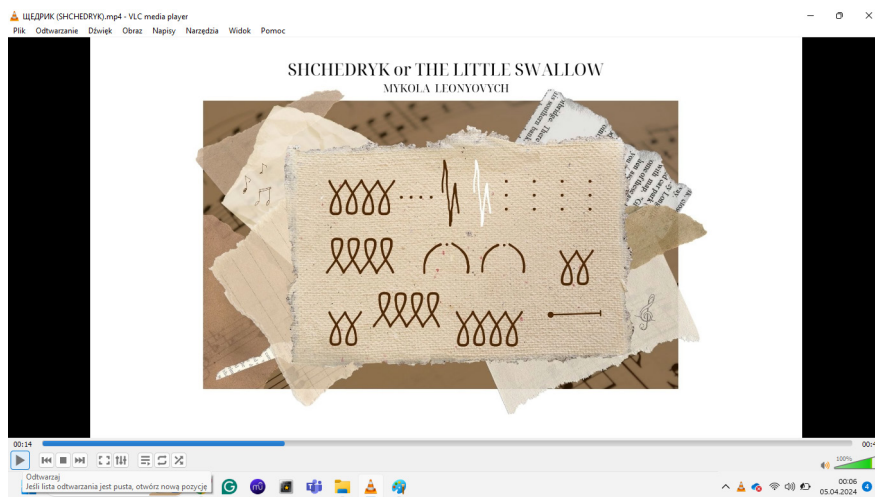 ЩЕДРИК (SHCHEDRYK).mp4 - VLC media player
Plik Odtwarzanie Dźwięk Obraz Napisy Narzędzia Widok Pomoc
SHCHEDRYK or THE LITTLE SWALLOW
MYKOLA LEONYOVYCH
00:14
100%
Odtwarzaj
Jeśli lista odtwarzania jest pusta, otwórz nową pozycję
00:06
05.04.2024
4